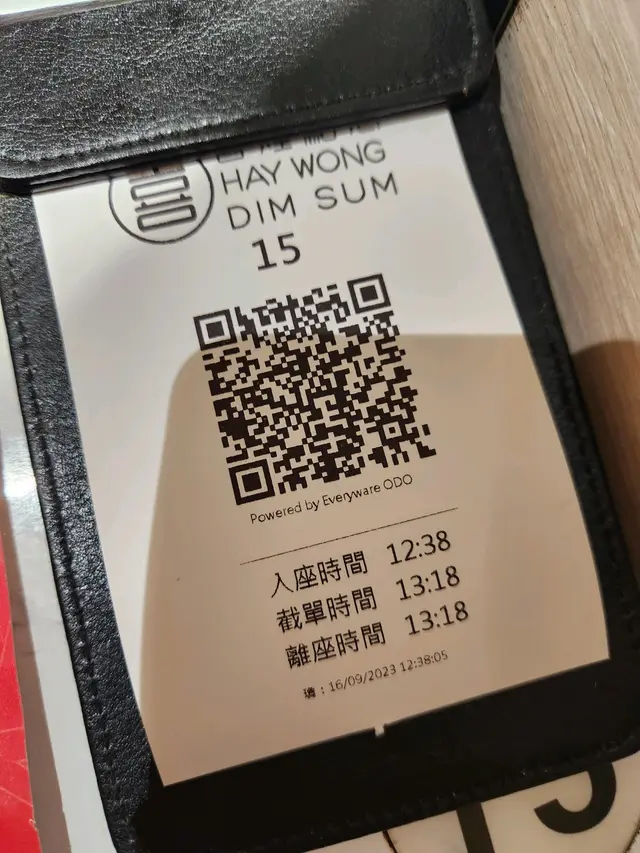 HAY WONG
DIM SUM
15
Powered by Everyware ODO
入座時間 12:38
截單時間 13:18
離座時間 13:18
:16/09/2023 12:38:05
15